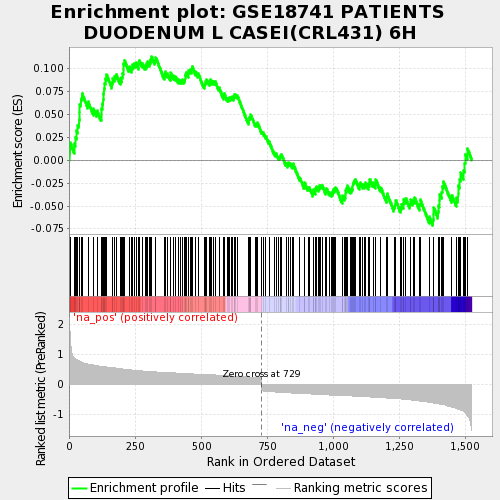 Enrichment plot: GSE18741 PATIENTS
DUODENUM L CASEI(CRL431) 6H
Enrichment score (ES)
0.100
0.075
0.050
0.025
0.000
-0.025
-0.050
-0.075
'na_pos' (positively correlated)
Ranked list metric (PreRanked)
2
1
0
-1
Zero cross at 729
'na_neg' (negatively correlated)
0
250
500
750
1,000
1,250
1,500
Rank in Ordered Dataset
Enrichment profile
Hits
Ranking metric scores